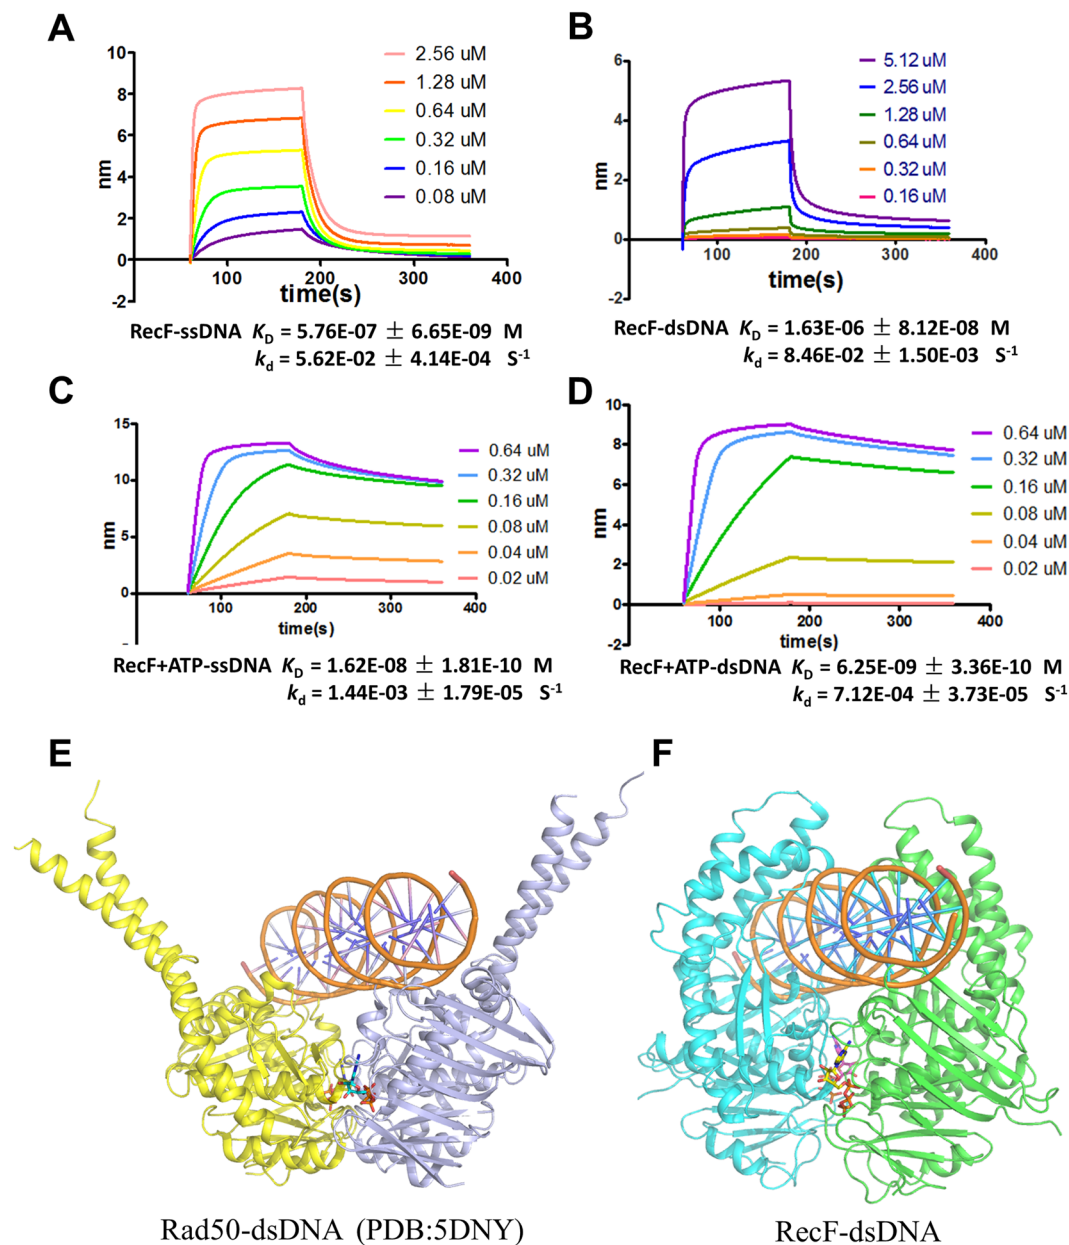 A
10
8
6
4
2
0
-2
nm
100
200
300
400
time(s)
2.56 uM
1.28 uM
0.64 uM
0.32 uM
0.16 uM
0.08 uM
RecF-ssDNA KD = 5.76E-07 ± 6.65E-09 M
kd = 5.62E-02 ± 4.14E-04 S-1
B
6
4
2
0
-2
nm
100
200
300
400
time(s)
5.12 uM
2.56 uM
1.28 uM
0.64 uM
0.32 uM
0.16 uM
RecF-dsDNA KD = 1.63E-06 ± 8.12E-08 M
kd = 8.46E-02 ± 1.50E-03 S-1
C
15
10
5
0
nm
100
200
300
400
time(s)
0.64 uM
0.32 uM
0.16 uM
0.08 uM
0.04 uM
0.02 uM
RecF+ATP-ssDNA KD = 1.62E-08 ± 1.81E-10 M
kd = 1.44E-03 ± 1.79E-05 S-1
D
10
8
6
4
2
0
-2
nm
100
200
300
400
time(s)
0.64 uM
0.32 uM
0.16 uM
0.08 uM
0.04 uM
0.02 uM
RecF+ATP-dsDNA KD = 6.25E-09 ± 3.36E-10 M
kd = 7.12E-04 ± 3.73E-05 S-1
E
Rad50-dsDNA (PDB:5DNY)
F
RecF-dsDNA